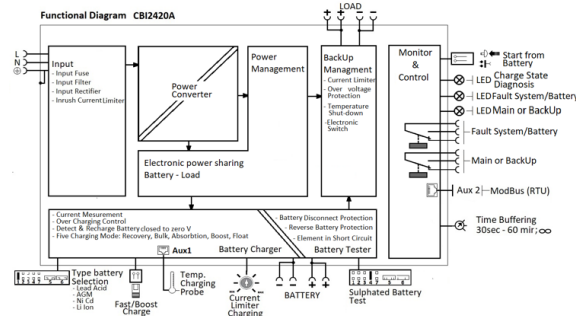 Functional Diagram CBI2420A
LOAD
+ + - -
L
N
Input
- Input Fuse
- Input Filter
- Input Rectifier
- Inrush CurrentLimiter
Power
Converter
Power
Management
BackUp
Managment
- Current Limiter
- Over voltage
Protection
- Temperature
Shut-down
-Electronic
Switch
Monitor
&
Control
Start from
Battery
LED Charge State
Diagnosis
LEDFault System/Battery
LED Main or BackUp
Fault System/Battery
Main or BackUp
Aux 2 ModBus (RTU)
Time Buffering
30sec - 60 mir; ∞
Electronic power sharing
Battery - Load
- Current Mesurement
- Over Charging Control
- Detect & Recharge Battery closed to zero V
- Five Charging Mode: Recovery, Bulk, Absorbtion, Boost, Float
Aux1
Battery Charger
- Battery Disconnect Protection
- Reverse Battery Protection
- Element in Short Circuit
Battery Tester
Type battery
Selection
- Lead Acid
- AGM
- Ni Cd
- Li Ion
Fast/Boost
Charge
Temp.
Charging
Probe
Current
Limiter
Charging
- - + +
BATTERY
Sulphated Battery
Test